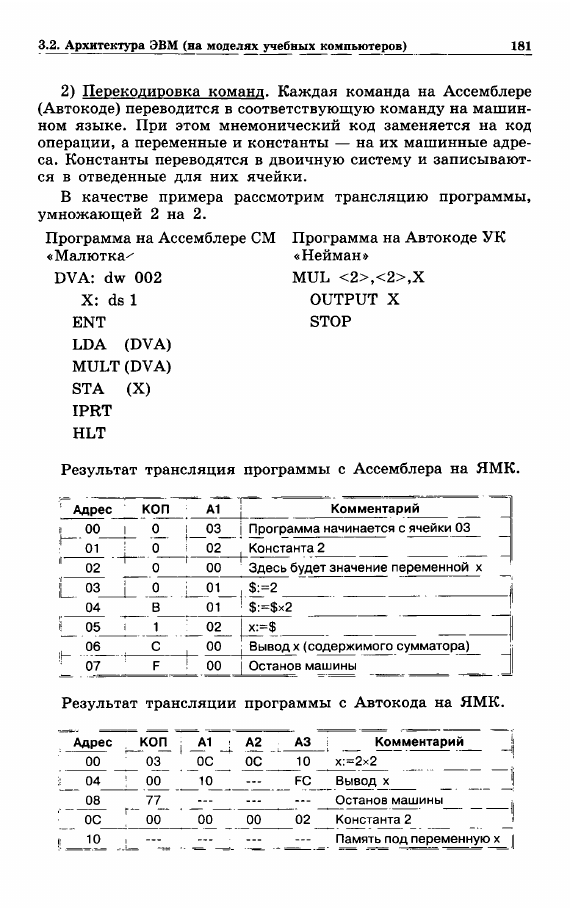 3.2. Архитектура ЭВМ (на моделях учебных компьютеров) 181
2) Перекодировка команд. Каждая команда на Ассемблере
(Автокоде) переводится в соответствующую команду на машин-
ном языке. При этом мнемонический код заменяется на код
операции, а переменные и константы — на их машинные адре-
са. Константы переводятся в двоичную систему и записывают-
ся в отведенные для них ячейки.
В качестве примера рассмотрим трансляцию программы,
умножающей 2 на 2.
Программа на Ассемблере СМ Программа на Автокоде УК
«Малютка» «Нейман»
DVA: dw 002 MUL <2>,<2>,X
X: ds 1 OUTPUT X
ENT STOP
LDA (DVA)
MULT (DVA)
STA (X)
IPRT
HLT
Результат трансляция программы с Ассемблера на ЯМК.
Адрес КОП А1 Комментарий
00 0 03 Программа начинается с ячейки 03
01 0 02 Константа 2
02 0 00 Здесь будет значение переменной x
03 0 01 $:=2
04 B 01 $:=$x2
05 1 02 x:=$
06 C 00 Вывод x (содержимого сумматора)
07 F 00 Останов машины
Результат трансляции программы с Автокода на ЯМК.
Адрес КОП А1 А2 А3 Комментарий
00 03 0C 0C 10 x:=2x2
04 00 10 --- FC Вывод x
08 77 --- --- --- Останов машины
0C 00 00 00 02 Константа 2
10 --- --- --- --- Память под переменную x